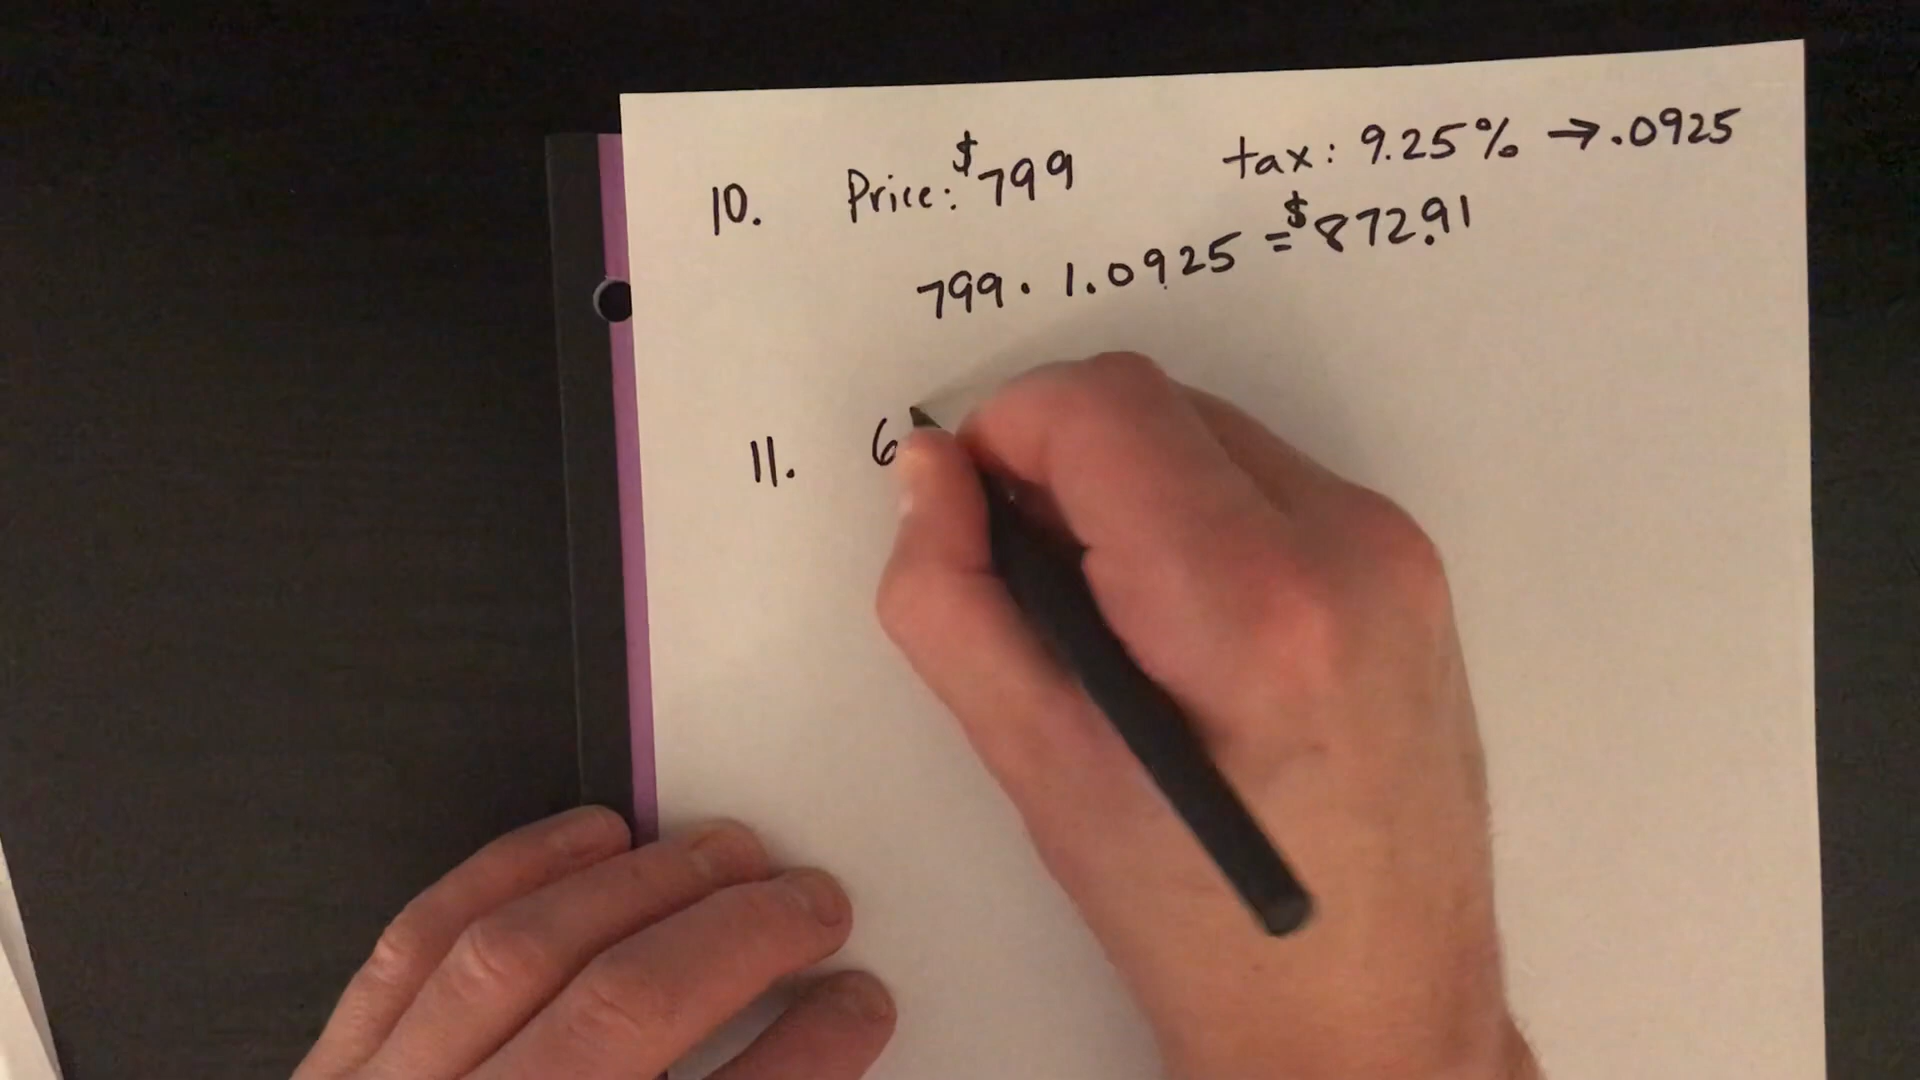 10. Price: $799 tax: 9.25% → .0925
799 · 1.0925 = $872.91
11. 6